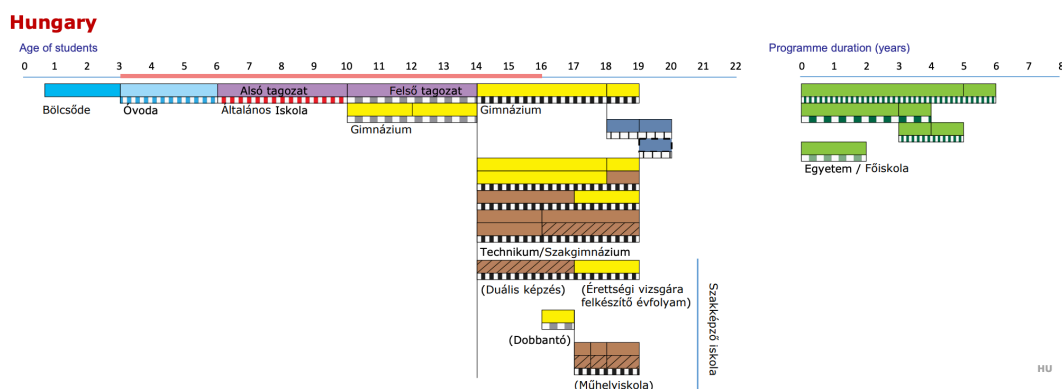 Hungary
Age of students
Programme duration (years)
0 1 2 3 4 5 6 7 8 9 10 11 12 13 14 15 16 17 18 19 20 21 22
0 1 2 3 4 5 6 7 8
Alsó tagozat
Felső tagozat
Bölcsőde
Óvoda
Általános Iskola
Gimnázium
Gimnázium
Egyetem / Főiskola
Technikum/Szakgimnázium
(Duális képzés)
(Érettségi vizsgára
felkészítő évfolyam)
(Dobbantó)
(Műhelyiskola)
Szakképző iskola
HU